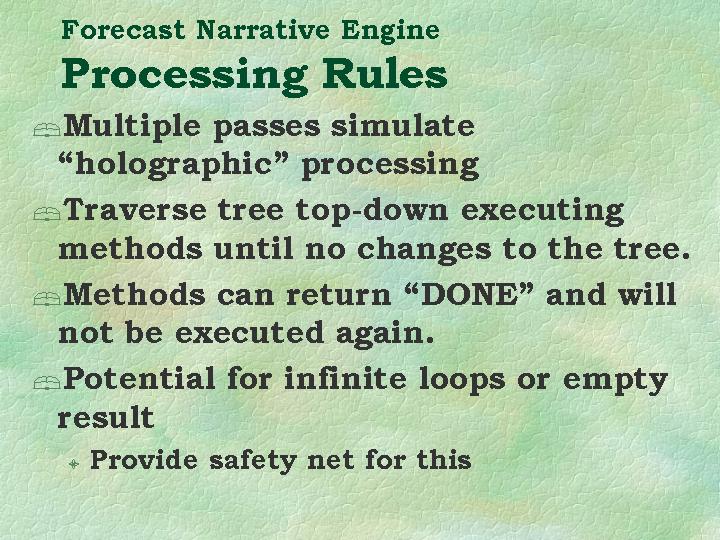 Forecast Narrative Engine
Processing Rules
Multiple passes simulate
“holographic” processing
Traverse tree top-down executing
methods until no changes to the tree.
Methods can return “DONE” and will
not be executed again.
Potential for infinite loops or empty
result
Provide safety net for this